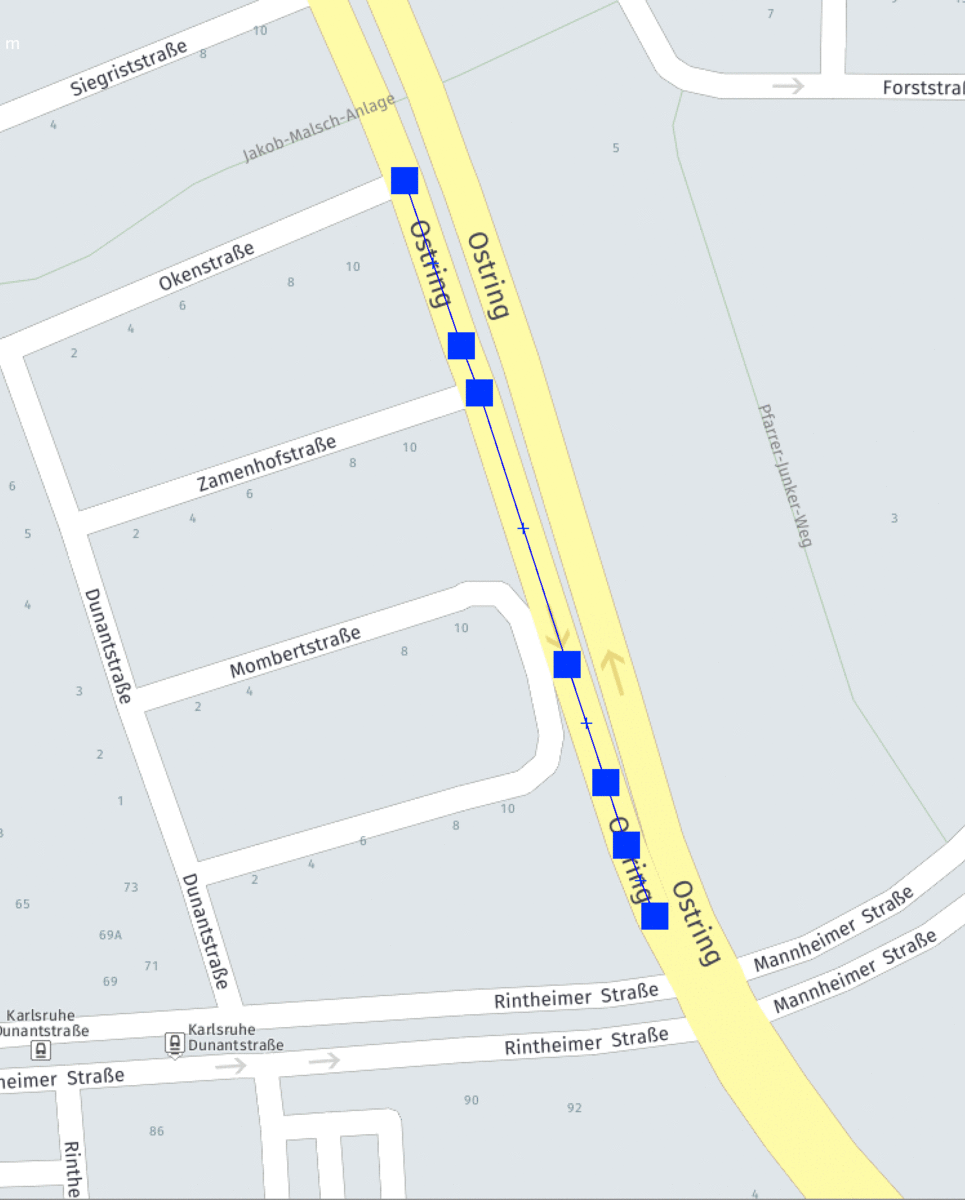 m
Siegriststraße
8
10
4
Jakob-Malsch-Anlage
7
Forststraß
5
Okenstraße
2
4
6
8
10
Ostring
Ostring
Zamenhofstraße
2
4
6
8
10
6
5
4
3
2
1
Dunantstraße
Mombertstraße
2
4
8
10
Pfarrer-Junker-Weg
3
2
4
6
8
10
73
65
69A
71
69
Dunantstraße
Ostring
Ostring
Mannheimer Straße
Mannheimer Straße
Rintheimer Straße
Rintheimer Straße
Karlsruhe
Dunantstraße
Karlsruhe
Dunantstraße
heimer Straße
Rinthe
86
90
92
4